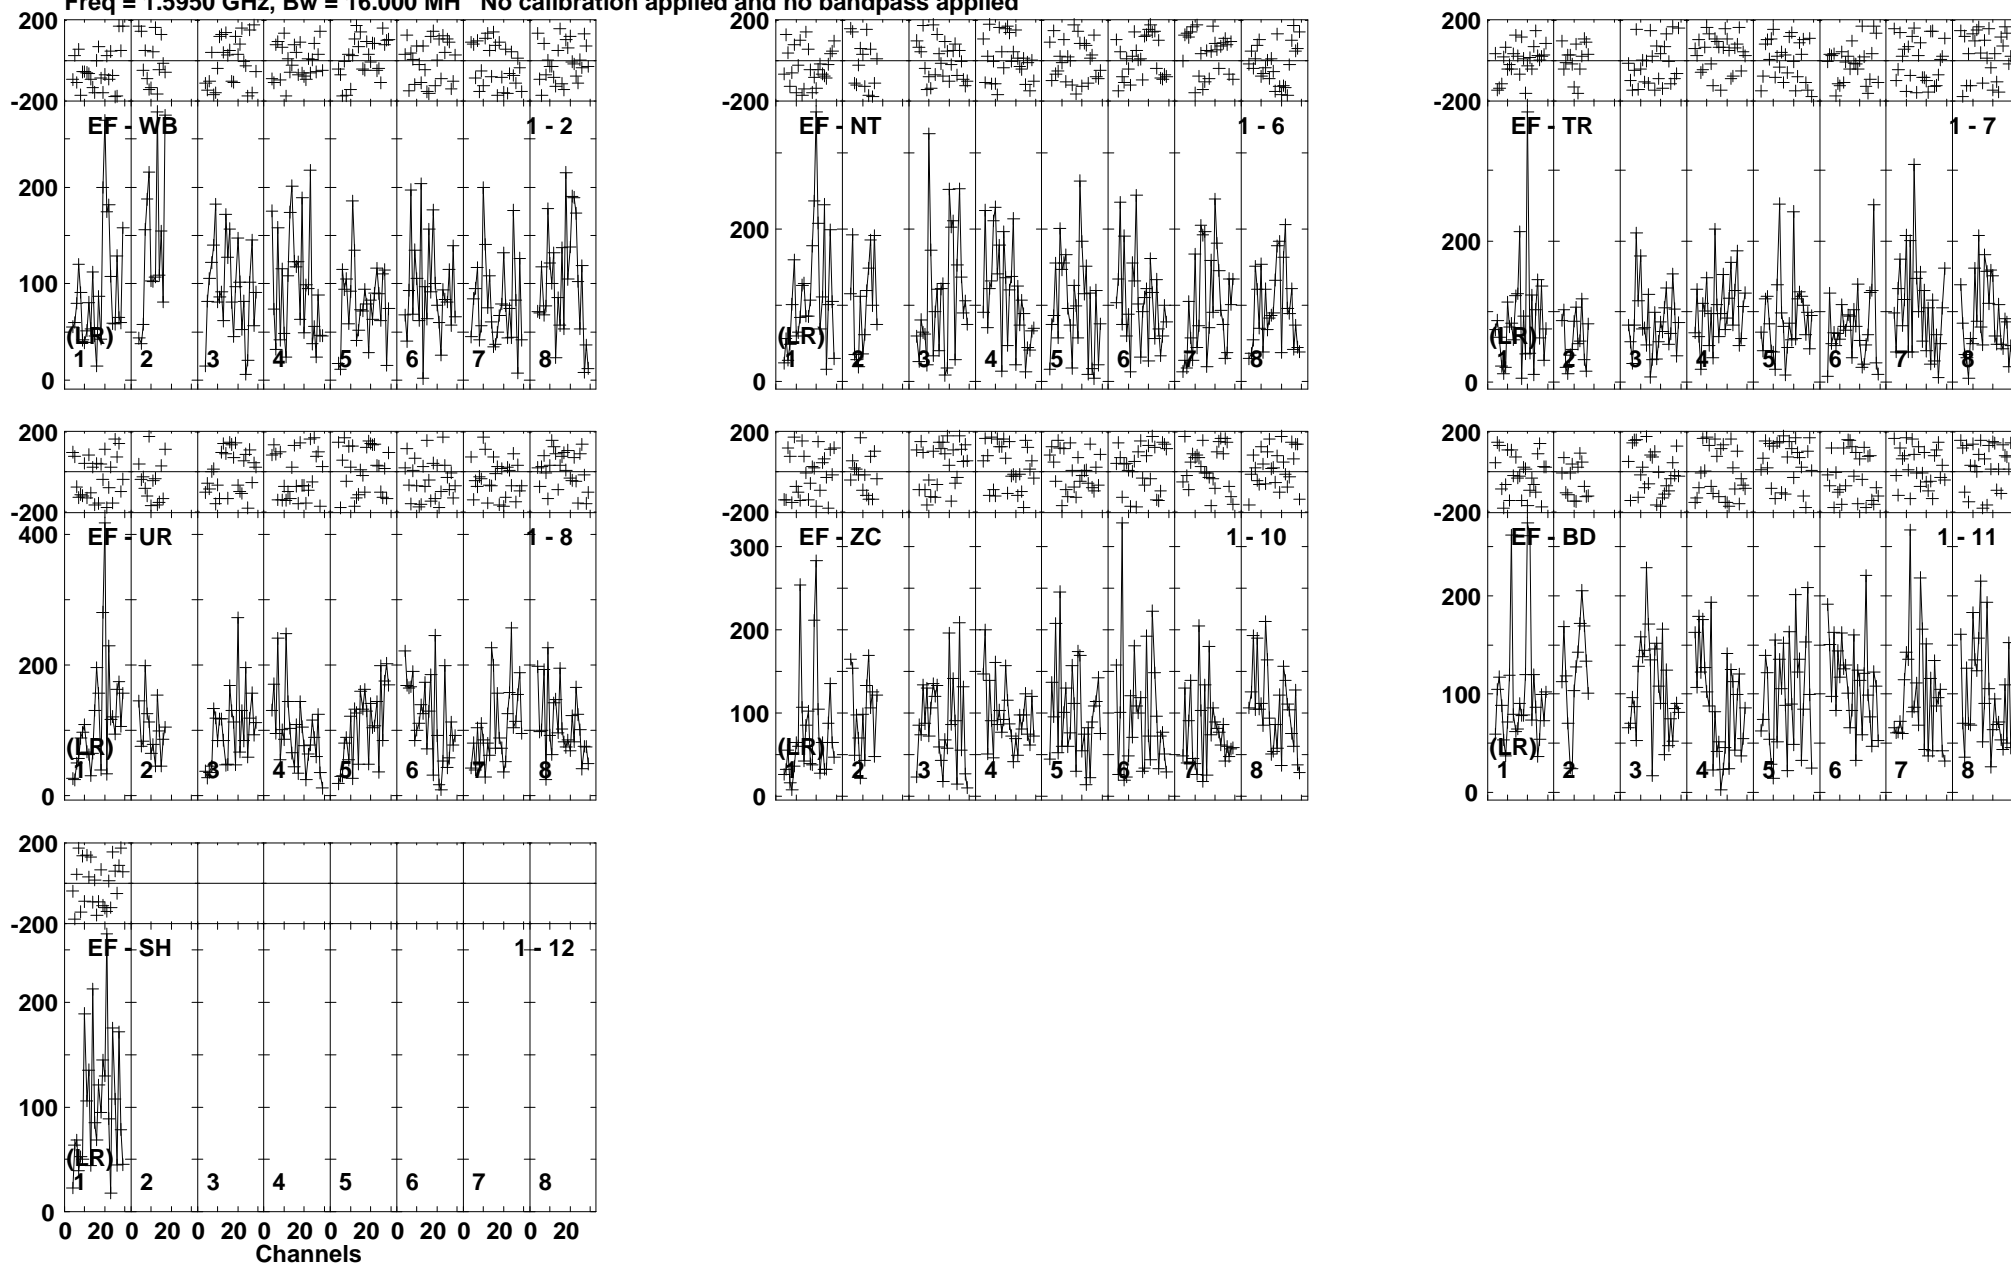 Freq = 1.5950 GHz, Bw = 16.000 MH No calibration applied and no bandpass applied
200 200 200
-200 -200 -200
EF - WB 1 - 2 EF - NT 1 - 6 EF - TR 1 - 7
200 200 200
100
(LR) (LR) (LR)
1 2 3 4 5 6 7 8 1 2 3 4 5 6 7 8 1 2 3 4 5 6 7 8
0 0 0
200 200 200
-200 -200 -200
400 EF - UR 1 - 8 300 EF - ZC 1 - 10 EF - BD 1 - 11
200 200 200
100 100
(LR) (LR) (LR)
1 2 3 4 5 6 7 8 1 2 3 4 5 6 7 8 1 2 3 4 5 6 7 8
0 0 0
200
-200
EF - SH 1 - 12
200
100
(LR)
1 2 3 4 5 6 7 8
0
0 20 0 20 0 20 0 20 0 20 0 20 0 20 0 20
Channels